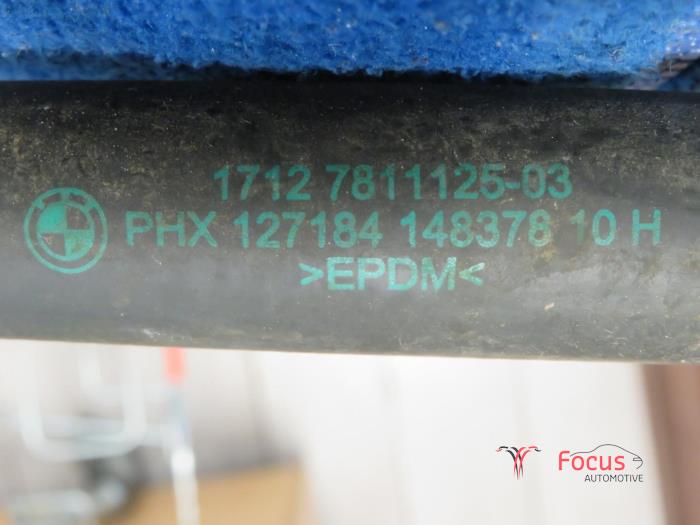 1712 7811125-03
PHX 127184 148378 10 H
>EPDM<
Focus
AUTOMOTIVE